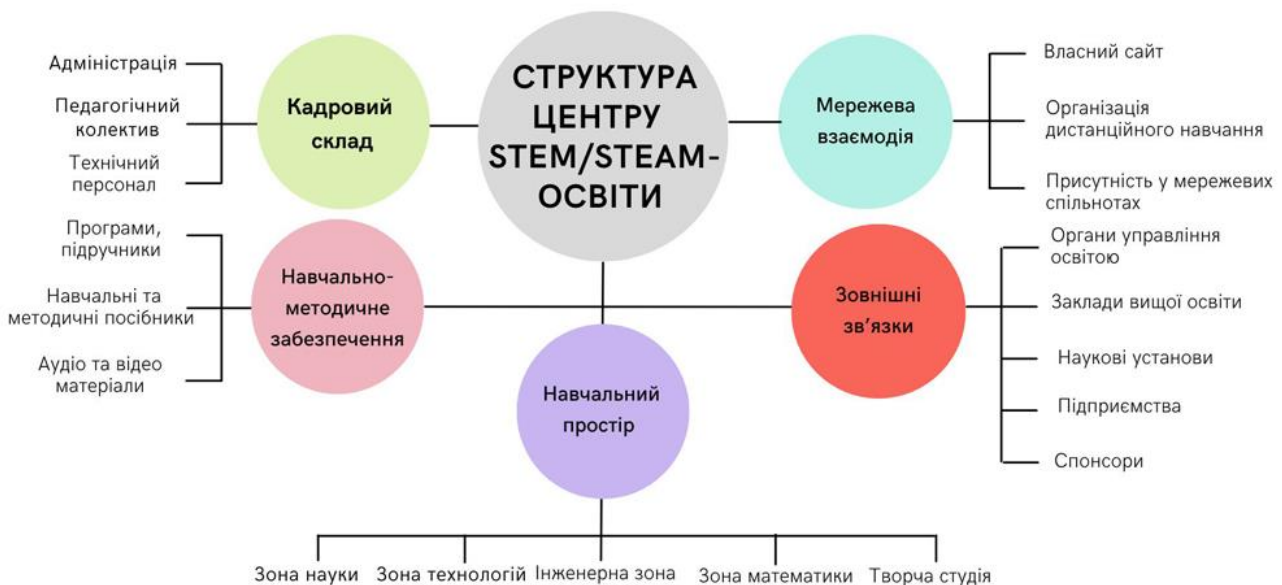 СТРУКТУРА
ЦЕНТРУ
STEM/STEAM-
ОСВІТИ
Кадровий
склад
Адміністрація
Педагогічний
колектив
Технічний
персонал
Мережева
взаємодія
Власний сайт
Організація
дистанційного навчання
Присутність у мережевих
спільнотах
Навчально-
методичне
забезпечення
Програми,
підручники
Навчальні та
методичні посібники
Аудіо та відео
матеріали
Зовнішні
зв’язки
Органи управління
освітою
Заклади вищої освіти
Наукові установи
Підприємства
Спонсори
Навчальний
простір
Зона науки
Зона технологій
Інженерна зона
Зона математики
Творча студія